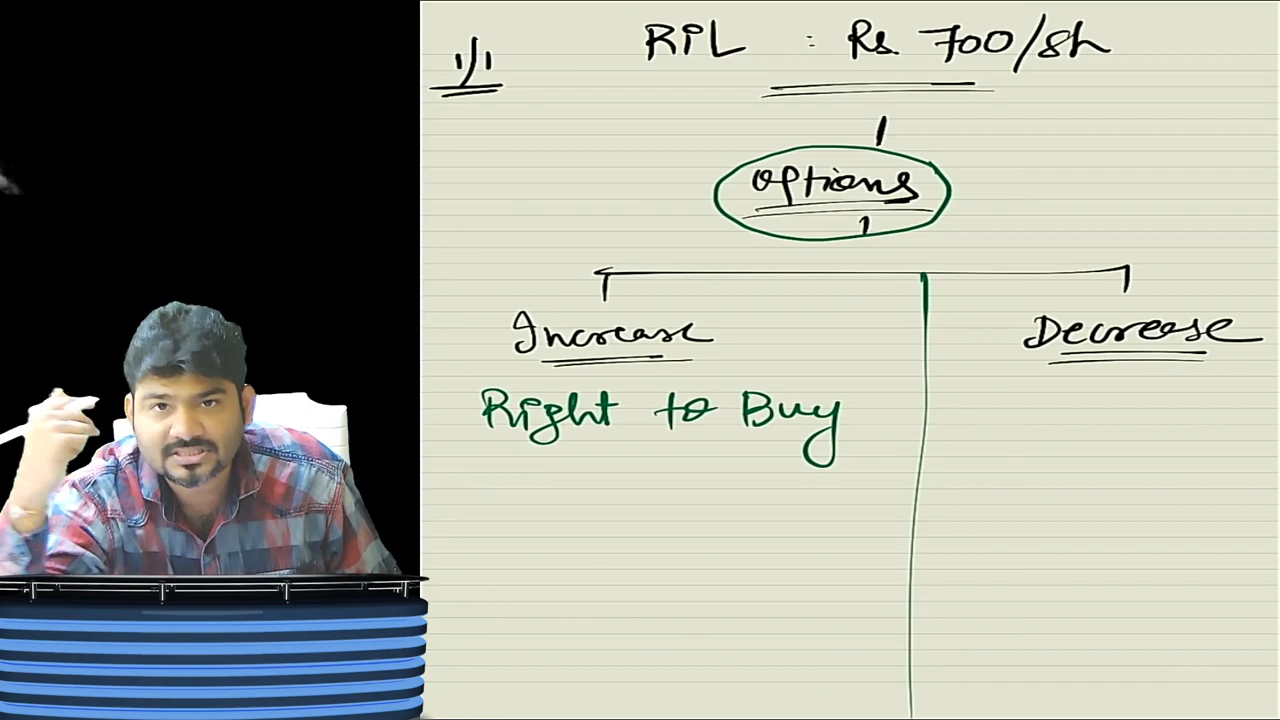 1/1 RIL : Rs. 700/sh
Options
Increase Decrease
Right to Buy